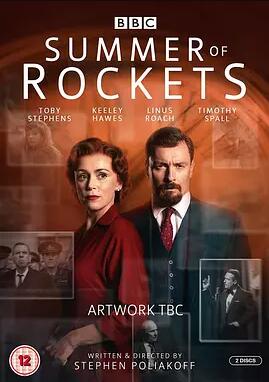 BBC
SUMMER OF
ROCKETS
TOBY STEPHENS
KEELEY HAWES
LINUS ROACH
TIMOTHY SPALL
ARTWORK TBC
WRITTEN & DIRECTED BY
STEPHEN POLIAKOFF
12
2 DISCS